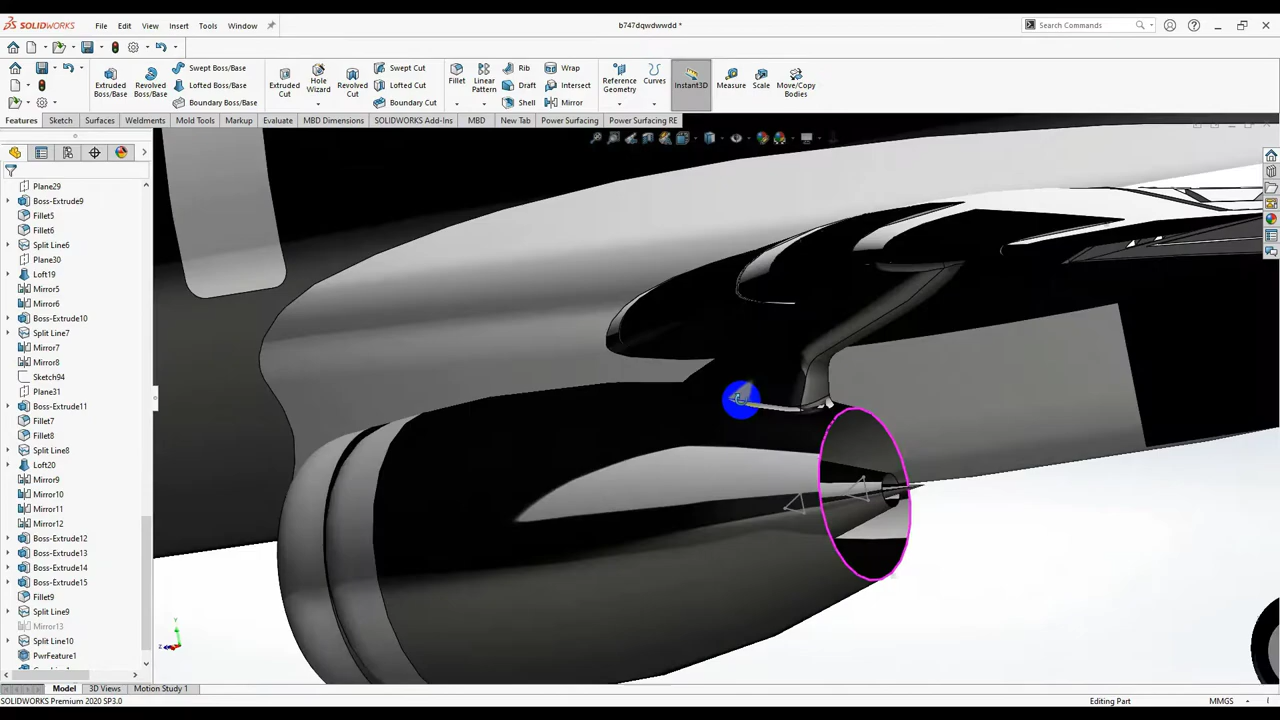 SOLIDWORKS
File
Edit
View
Insert
Tools
Window
b747dqwdwwdd *
Search Commands
Extruded Boss/Base
Revolved Boss/Base
Swept Boss/Base
Lofted Boss/Base
Boundary Boss/Base
Extruded Cut
Hole Wizard
Revolved Cut
Swept Cut
Lofted Cut
Boundary Cut
Fillet
Linear Pattern
Rib
Draft
Shell
Wrap
Intersect
Mirror
Reference Geometry
Curves
Instant3D
Measure
Scale
Move/Copy Bodies
Features
Sketch
Surfaces
Weldments
Mold Tools
Markup
Evaluate
MBD Dimensions
SOLIDWORKS Add-Ins
MBD
New Tab
Power Surfacing
Power Surfacing RE
Plane29
Boss-Extrude9
Fillet5
Fillet6
Split Line6
Plane30
Loft19
Mirror5
Mirror6
Boss-Extrude10
Split Line7
Mirror7
Mirror8
Sketch94
Plane31
Boss-Extrude11
Fillet7
Fillet8
Split Line8
Loft20
Mirror9
Mirror10
Mirror11
Mirror12
Boss-Extrude12
Boss-Extrude13
Boss-Extrude14
Boss-Extrude15
Fillet9
Split Line9
Mirror13
Split Line10
PwrFeature1
Y
Z
Model
3D Views
Motion Study 1
SOLIDWORKS Premium 2020 SP3.0
Editing Part
MMGS